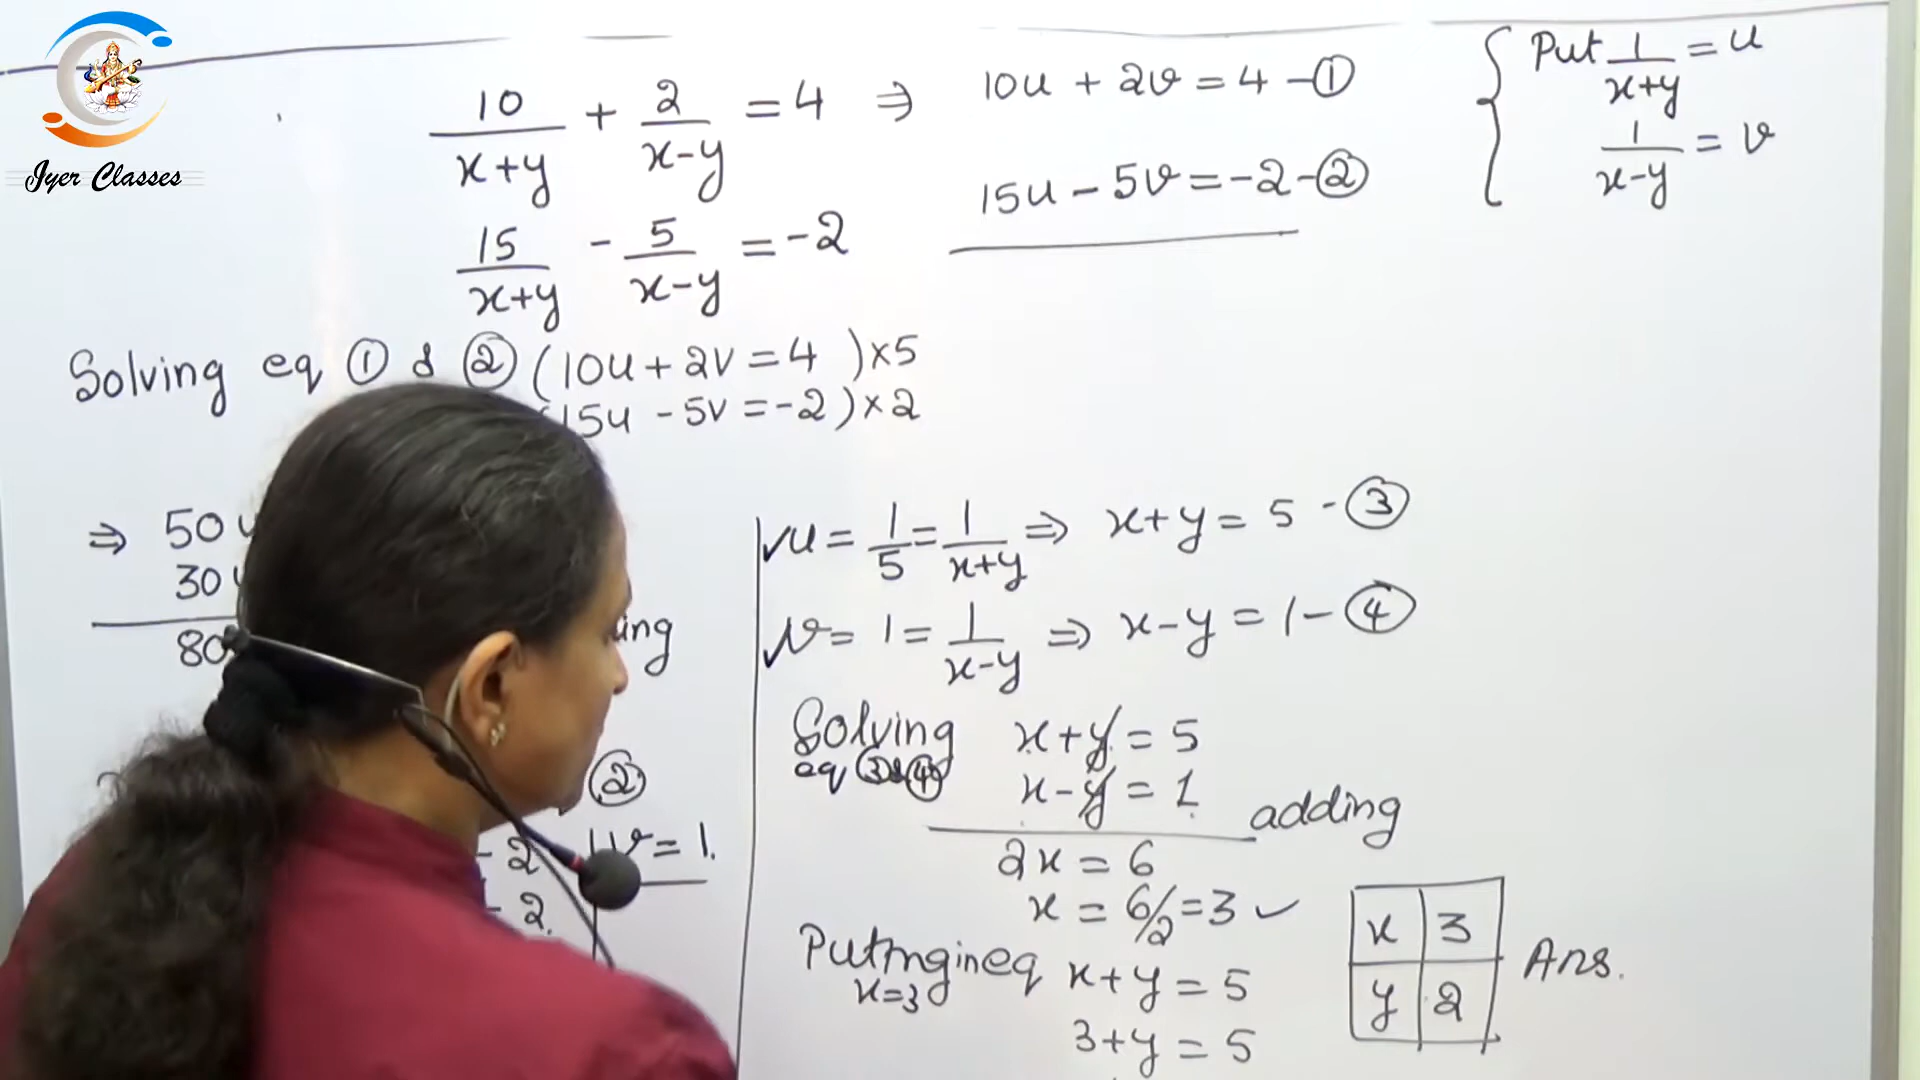 Iyer Classes
10/(x+y) + 2/(x-y) = 4 ⇒ 10u + 2v = 4 - ①
15/(x+y) - 5/(x-y) = -2
15u - 5v = -2 - ②
{ Put 1/(x+y) = u
1/(x-y) = v
Solving eq ① & ② (10u + 2v = 4 ) × 5
15u - 5v = -2 ) × 2
⇒ 50
30
80
②
- 2
v = 1.
- 2.
u = 1/5 = 1/(x+y) ⇒ x+y = 5 - ③
v = 1 = 1/(x-y) ⇒ x-y = 1 - ④
Solving
eq ③&④
x+y = 5
x-y = 1
adding
2x = 6
x = 6/2 = 3 ✓
Putting in eq x+y = 5
x=3
3+y = 5
x 3
y 2
Ans.